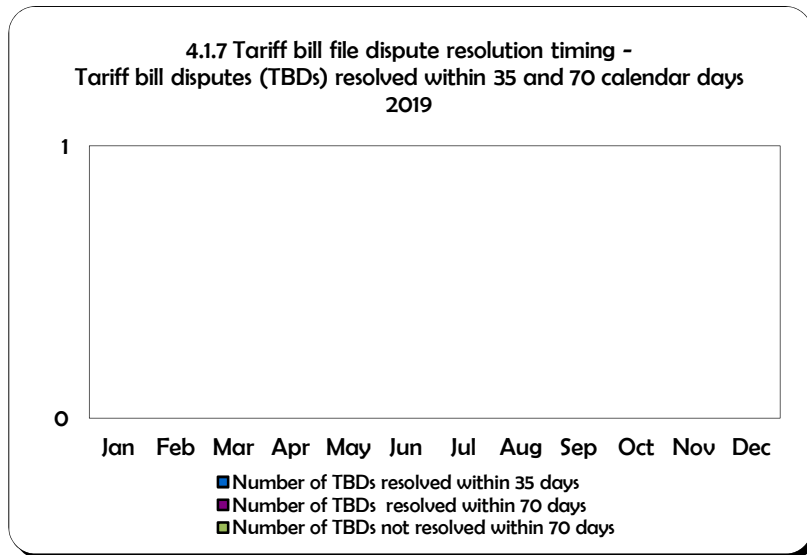 4.1.7 Tariff bill file dispute resolution timing -
Tariff bill disputes (TBDs) resolved within 35 and 70 calendar days
2019
1
0
Jan Feb Mar Apr May Jun Jul Aug Sep Oct Nov Dec
Number of TBDs resolved within 35 days
Number of TBDs resolved within 70 days
Number of TBDs not resolved within 70 days